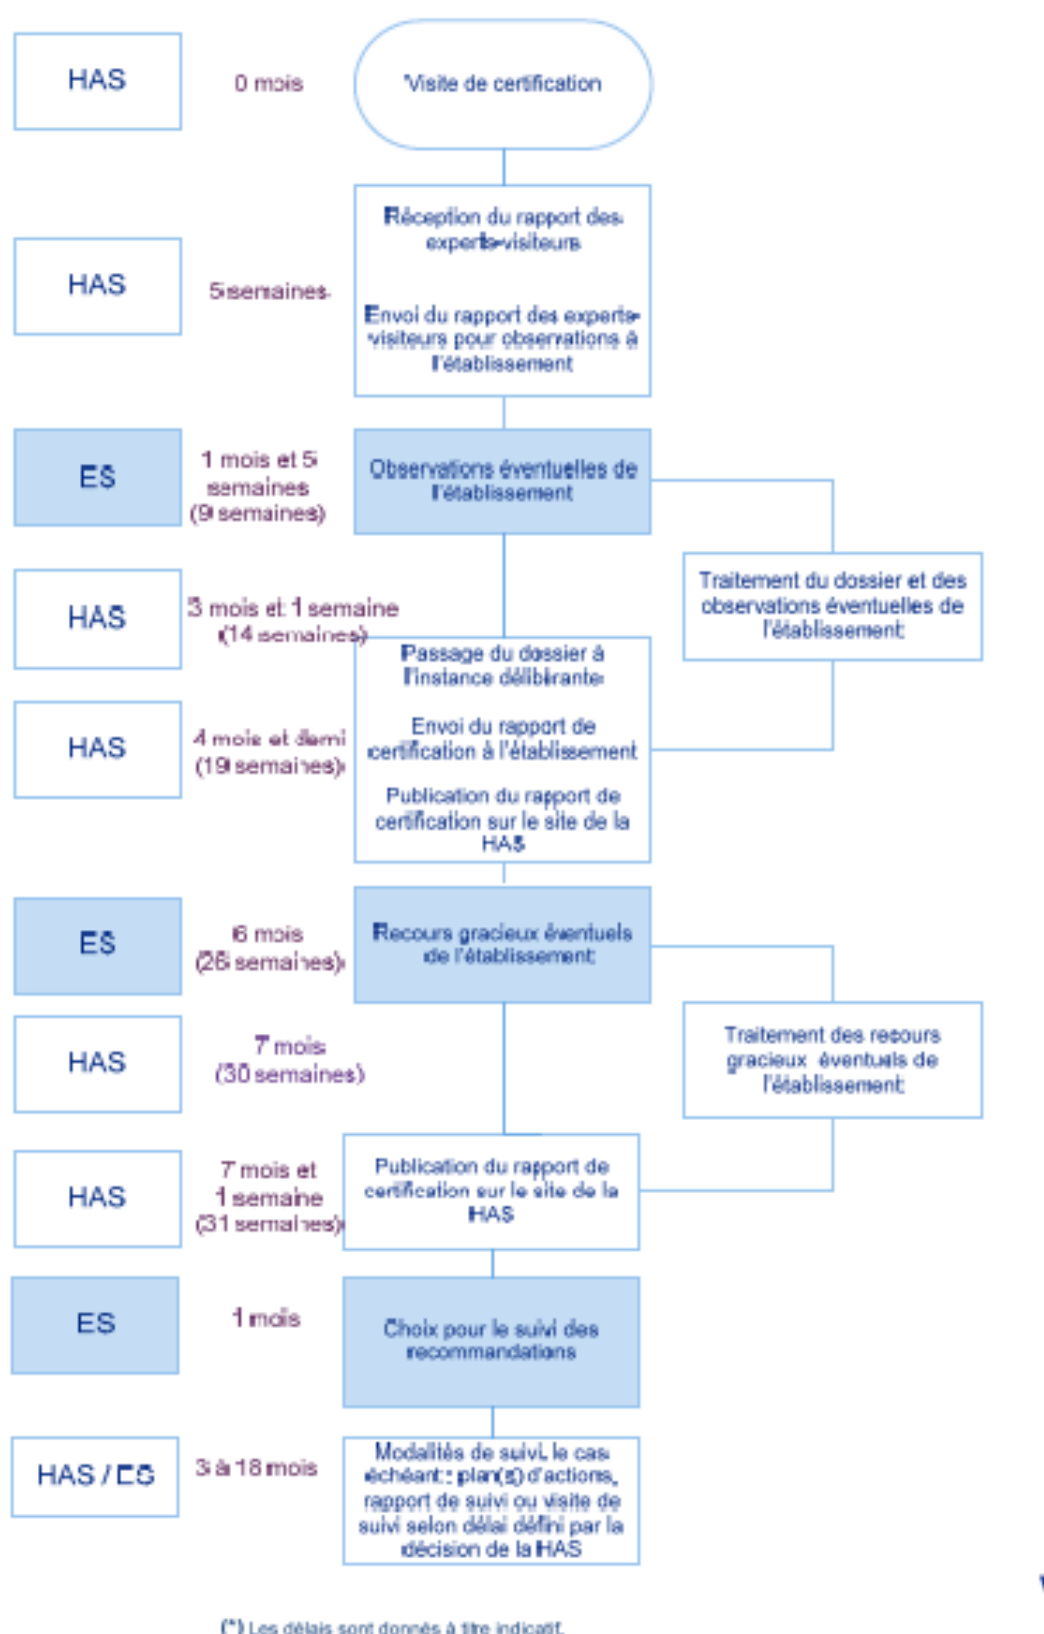 HAS
0 mois
Visite de certification
HAS
5 semaines
Réception du rapport des
experts-visiteurs
Envoi du rapport des experts-
visiteurs pour observations à
l'établissement
ES
1 mois et 5
semaines
(9 semaines)
Observations éventuelles de
l'établissement
HAS
3 mois et 1 semaine
(14 semaines)
Traitement du dossier et des
observations éventuelles de
l'établissement
HAS
4 mois et demi
(19 semaines)
Passage du dossier à
l'instance délibérante
Envoi du rapport de
certification à l'établissement
Publication du rapport de
certification sur le site de la
HAS
ES
6 mois
(26 semaines)
Recours gracieux éventuels
de l'établissement
HAS
7 mois
(30 semaines)
Traitement des recours
gracieux éventuels de
l'établissement
HAS
7 mois et
1 semaine
(31 semaines)
Publication du rapport de
certification sur le site de la
HAS
ES
1 mois
Choix pour le suivi des
recommandations
HAS / ES
3 à 18 mois
Modalités de suivi, le cas
échéant : plan(s) d'actions,
rapport de suivi ou visite de
suivi selon délai défini par la
décision de la HAS
(*) Les délais sont donnés à titre indicatif.